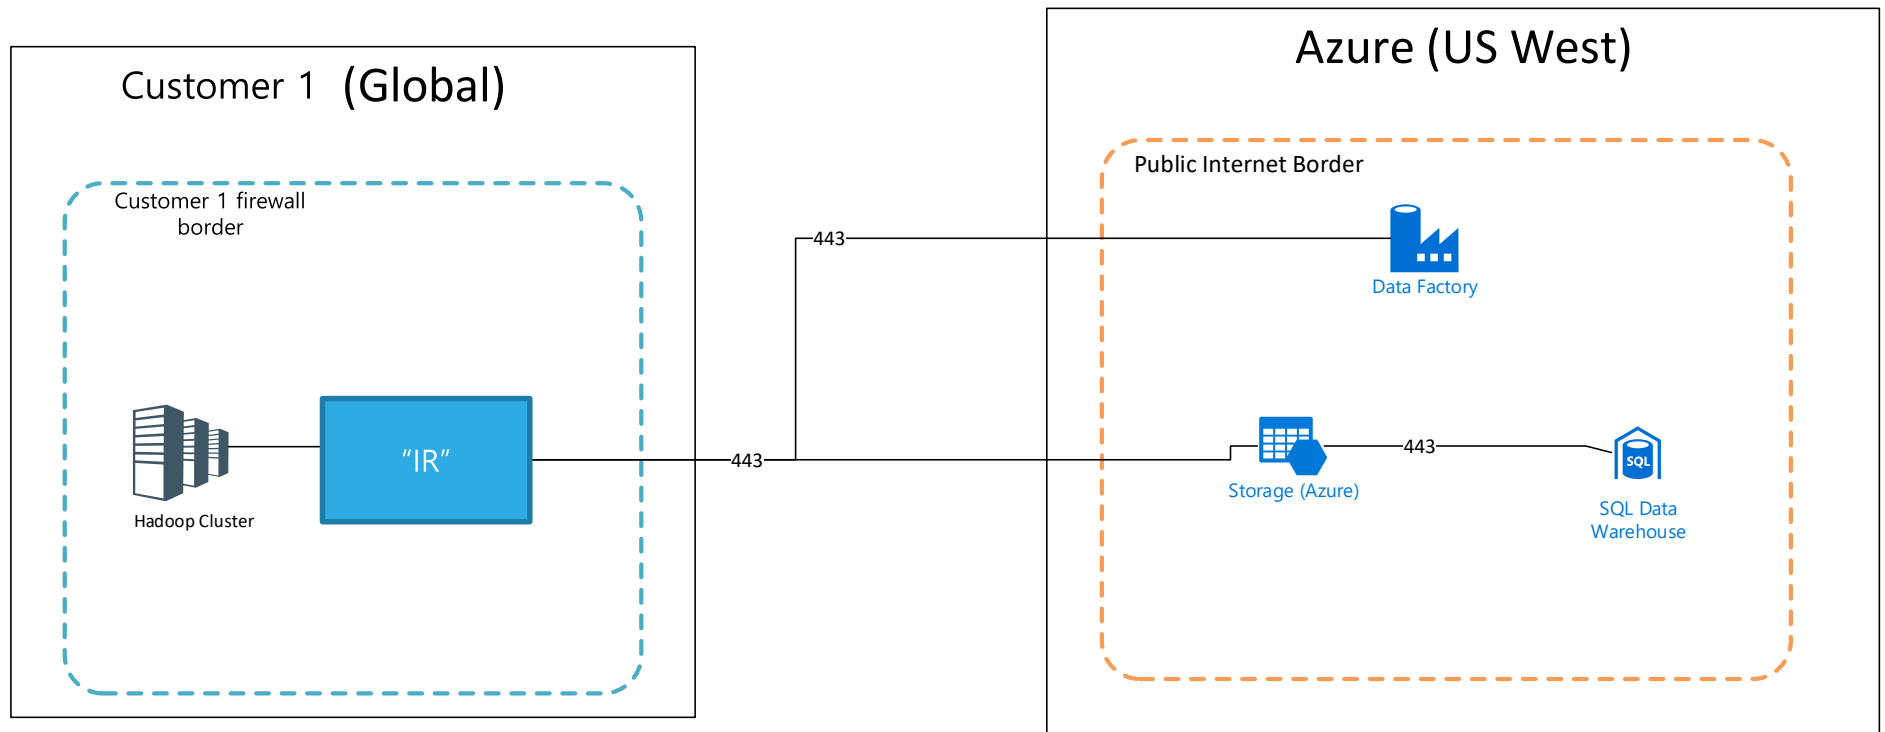 Customer 1 (Global)
Customer 1 firewall
border
Hadoop Cluster
“IR”
443
443
Azure (US West)
Public Internet Border
Data Factory
Storage (Azure)
443
SQL
SQL Data
Warehouse